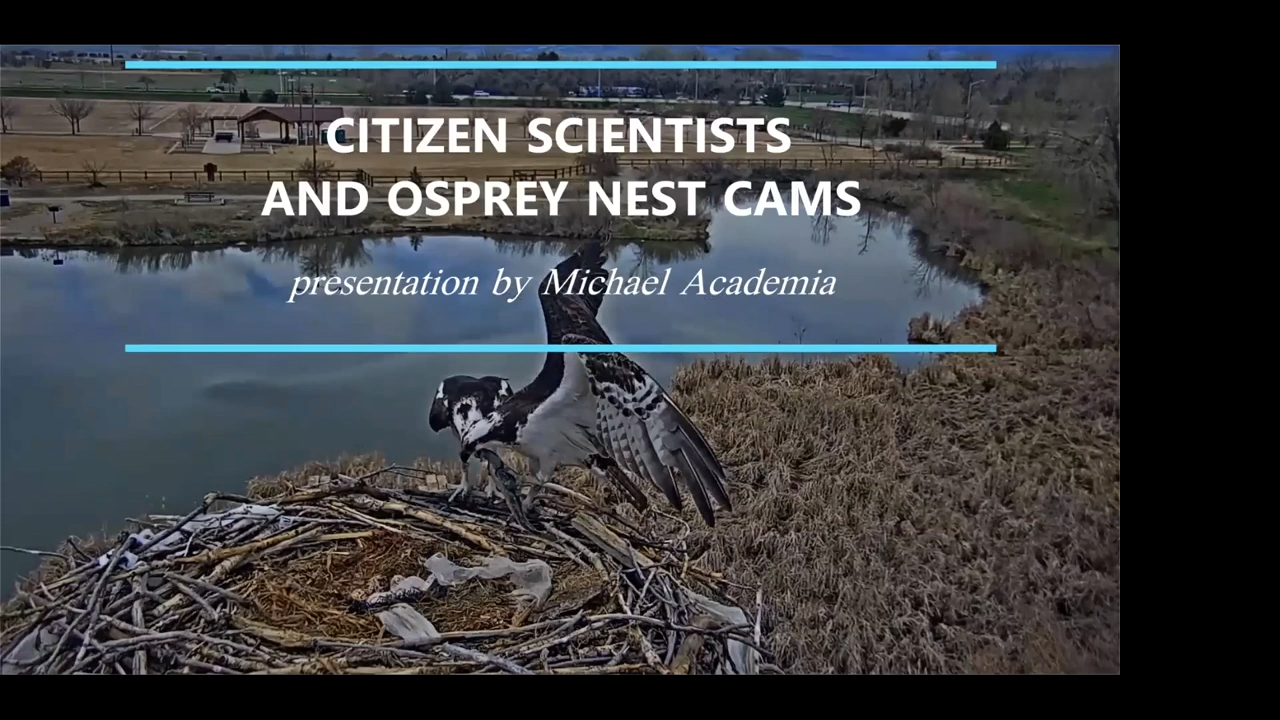 CITIZEN SCIENTISTS
AND OSPREY NEST CAMS
presentation by Michael Academia